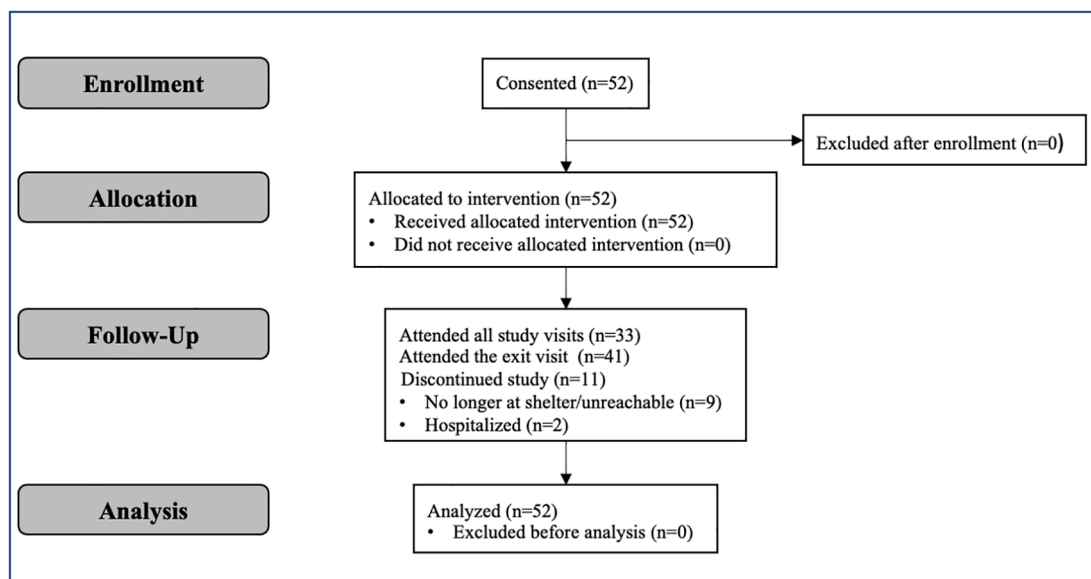 Enrollment
Consented (n=52)
Excluded after enrollment (n=0)
Allocation
Allocated to intervention (n=52)
• Received allocated intervention (n=52)
• Did not receive allocated intervention (n=0)
Follow-Up
Attended all study visits (n=33)
Attended the exit visit (n=41)
Discontinued study (n=11)
• No longer at shelter/unreachable (n=9)
• Hospitalized (n=2)
Analysis
Analyzed (n=52)
• Excluded before analysis (n=0)